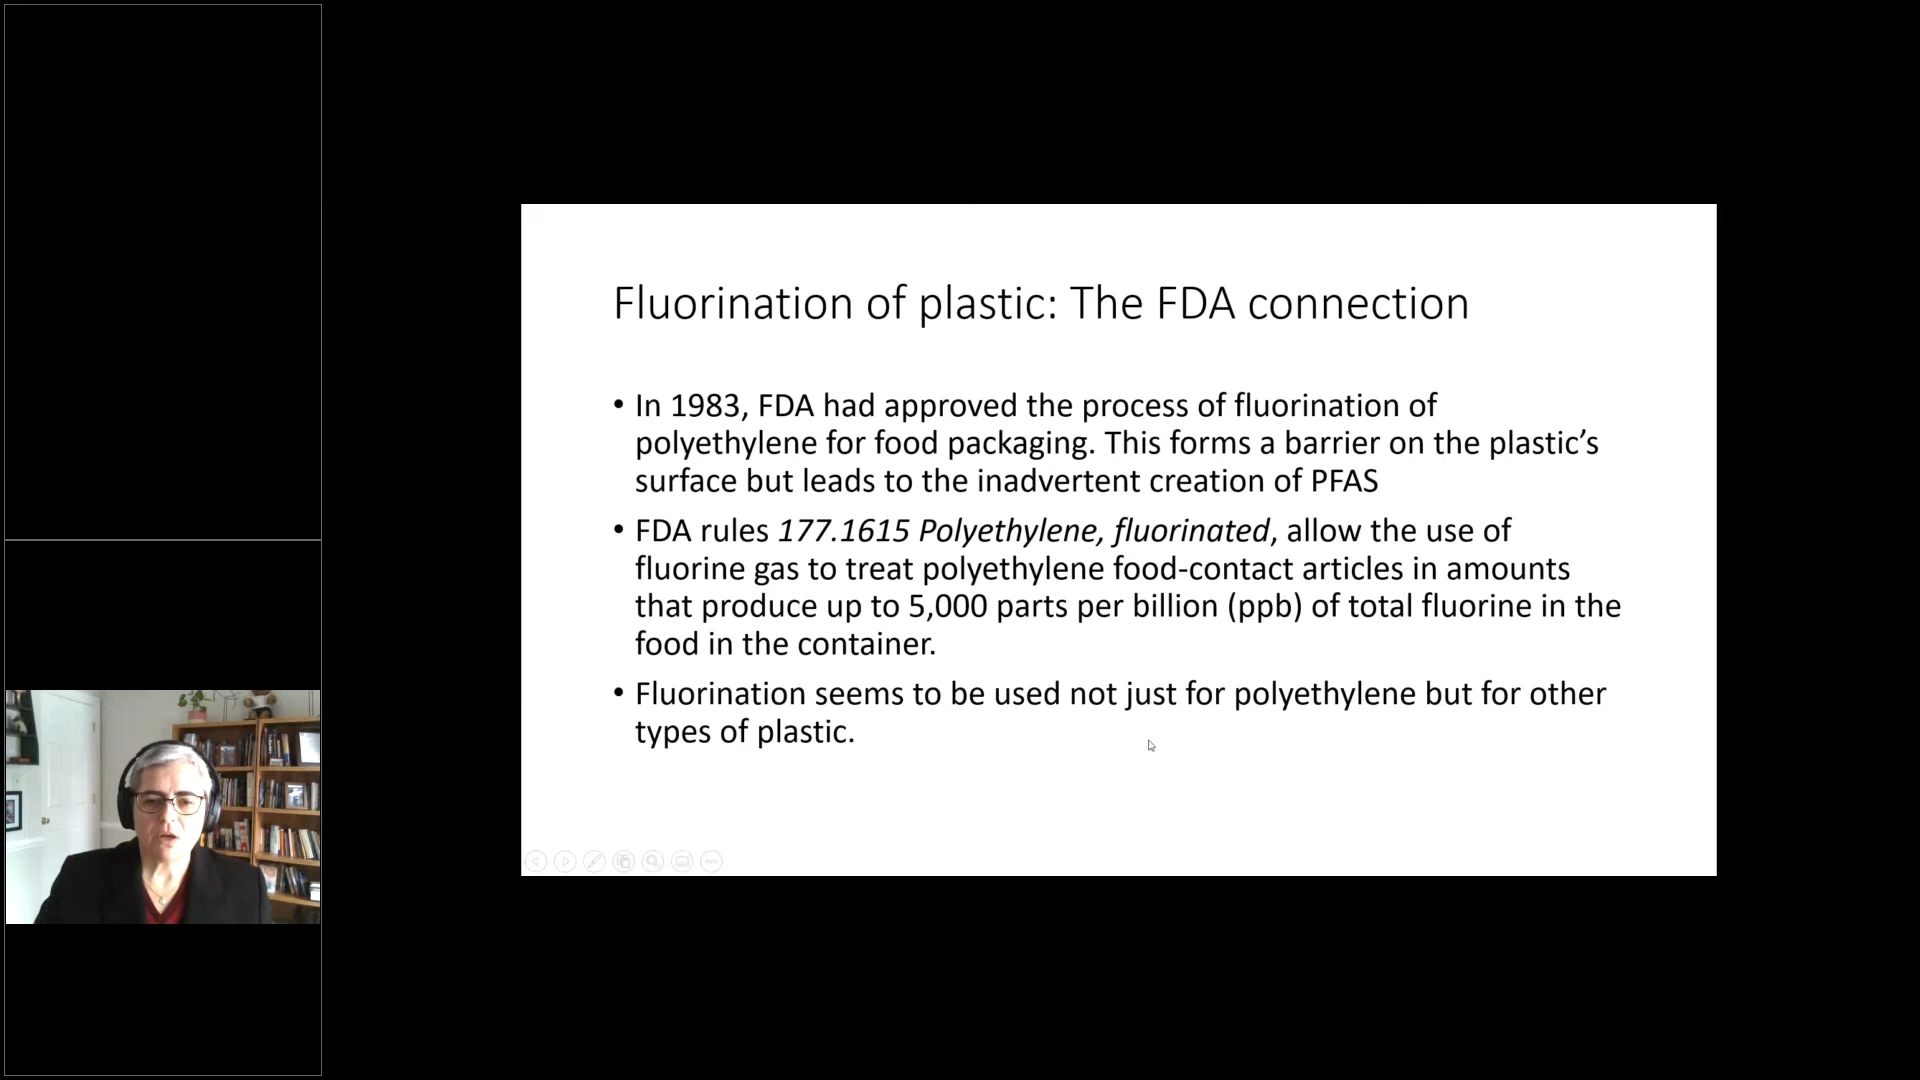 Fluorination of plastic: The FDA connection
• In 1983, FDA had approved the process of fluorination of
polyethylene for food packaging. This forms a barrier on the plastic’s
surface but leads to the inadvertent creation of PFAS
• FDA rules 177.1615 Polyethylene, fluorinated, allow the use of
fluorine gas to treat polyethylene food-contact articles in amounts
that produce up to 5,000 parts per billion (ppb) of total fluorine in the
food in the container.
• Fluorination seems to be used not just for polyethylene but for other
types of plastic.